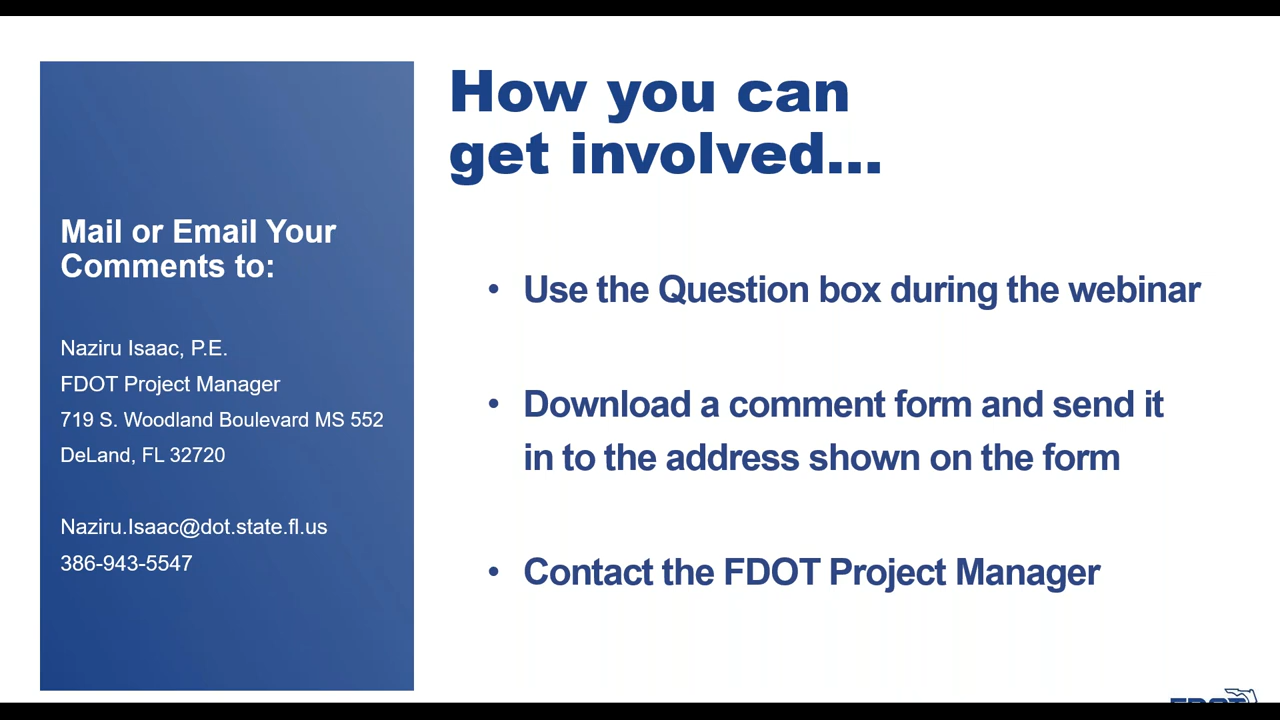 How you can
get involved...
Mail or Email Your
Comments to:
Naziru Isaac, P.E.
FDOT Project Manager
719 S. Woodland Boulevard MS 552
DeLand, FL 32720
Naziru.Isaac@dot.state.fl.us
386-943-5547
• Use the Question box during the webinar
• Download a comment form and send it
in to the address shown on the form
• Contact the FDOT Project Manager
FDOT